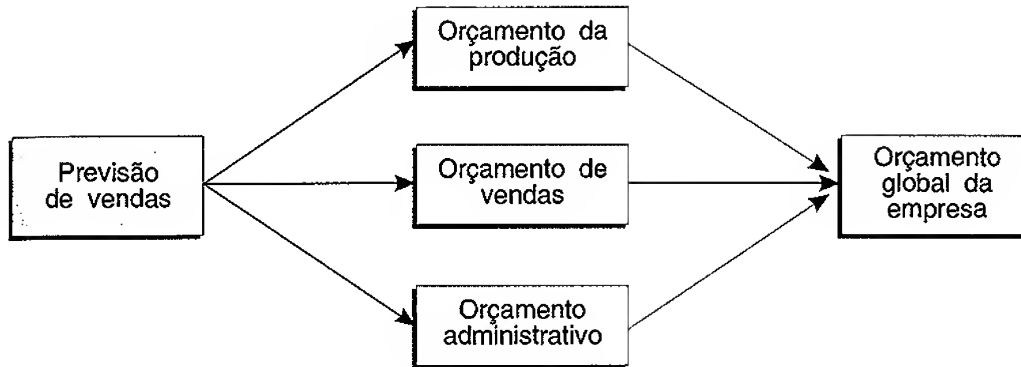 Orçamento da
produção
Previsão
de vendas
Orçamento de
vendas
Orçamento
global da
empresa
Orçamento
administrativo